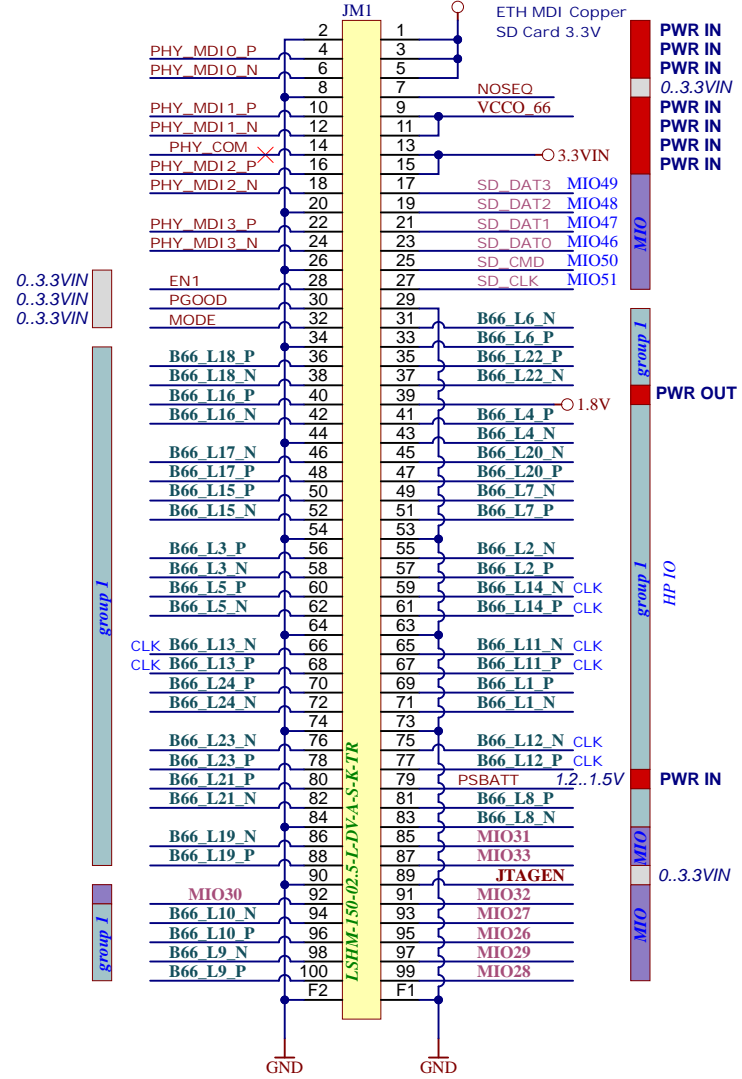 JM1 ETH MDI Copper
SD Card 3.3V
2 1 PWR IN
PHY_MDI0_P 4 3 PWR IN
PHY_MDI0_N 6 5 PWR IN
8 7 NOSEQ 0..3.3VIN
PHY_MDI1_P 10 9 VCCO_66 PWR IN
PHY_MDI1_N 12 11 PWR IN
PHY_COM 14 13 3.3VIN PWR IN
PHY_MDI2_P 16 15 PWR IN
PHY_MDI2_N 18 17 SD_DAT3 MIO49
20 19 SD_DAT2 MIO48
PHY_MDI3_P 22 21 SD_DAT1 MIO47
PHY_MDI3_N 24 23 SD_DAT0 MIO46
MIO
26 25 SD_CMD MIO50
0..3.3VIN EN1 28 27 SD_CLK MIO51
0..3.3VIN PGOOD 30 29
0..3.3VIN MODE 32 31 B66_L6_N
34 33 B66_L6_P
group 1
B66_L18_P 36 35 B66_L22_P
B66_L18_N 38 37 B66_L22_N
B66_L16_P 40 39 1.8V PWR OUT
B66_L16_N 42 41 B66_L4_P
44 43 B66_L4_N
B66_L17_N 46 45 B66_L20_N
B66_L17_P 48 47 B66_L20_P
B66_L15_P 50 49 B66_L7_N
B66_L15_N 52 51 B66_L7_P
54 53
B66_L3_P 56 55 B66_L2_N
B66_L3_N 58 57 B66_L2_P
B66_L5_P 60 59 B66_L14_N CLK
group 1
group 1
HP IO
B66_L5_N 62 61 B66_L14_P CLK
64 63
CLK B66_L13_N 66 65 B66_L11_N CLK
CLK B66_L13_P 68 67 B66_L11_P CLK
B66_L24_P 70 69 B66_L1_P
B66_L24_N 72 71 B66_L1_N
74 73
B66_L23_N 76 75 B66_L12_N CLK
B66_L23_P 78 77 B66_L12_P CLK
B66_L21_P 80 79 PSBATT 1.2..1.5V PWR IN
B66_L21_N 82 81 B66_L8_P
84 83 B66_L8_N
B66_L19_N 86 85 MIO31
MIO
B66_L19_P 88 87 MIO33
LSHM-150-02.5-L-DV-A-S-K-TR
90 89 JTAGEN 0..3.3VIN
MIO30 92 91 MIO32
B66_L10_N 94 93 MIO27
group 1
MIO
B66_L10_P 96 95 MIO26
B66_L9_N 98 97 MIO29
B66_L9_P 100 99 MIO28
F2 F1
GND GND